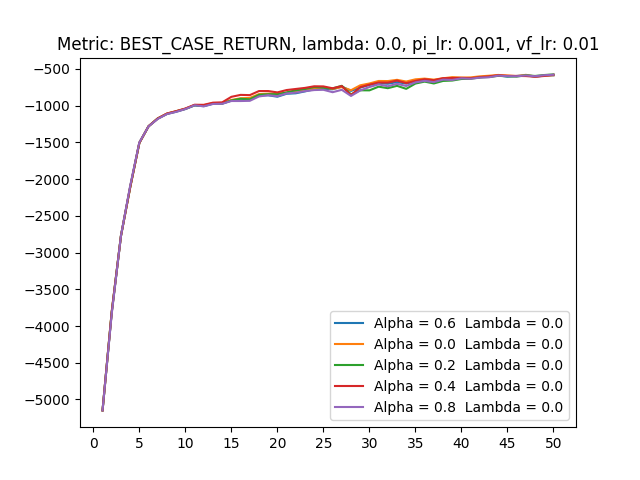 Metric: BEST_CASE_RETURN, lambda: 0.0, pi_lr: 0.001, vf_lr: 0.01
−500
−1000
−1500
−2000
−2500
−3000
−3500
−4000
−4500
−5000
Alpha = 0.6 Lambda = 0.0
Alpha = 0.0 Lambda = 0.0
Alpha = 0.2 Lambda = 0.0
Alpha = 0.4 Lambda = 0.0
Alpha = 0.8 Lambda = 0.0
0 5 10 15 20 25 30 35 40 45 50